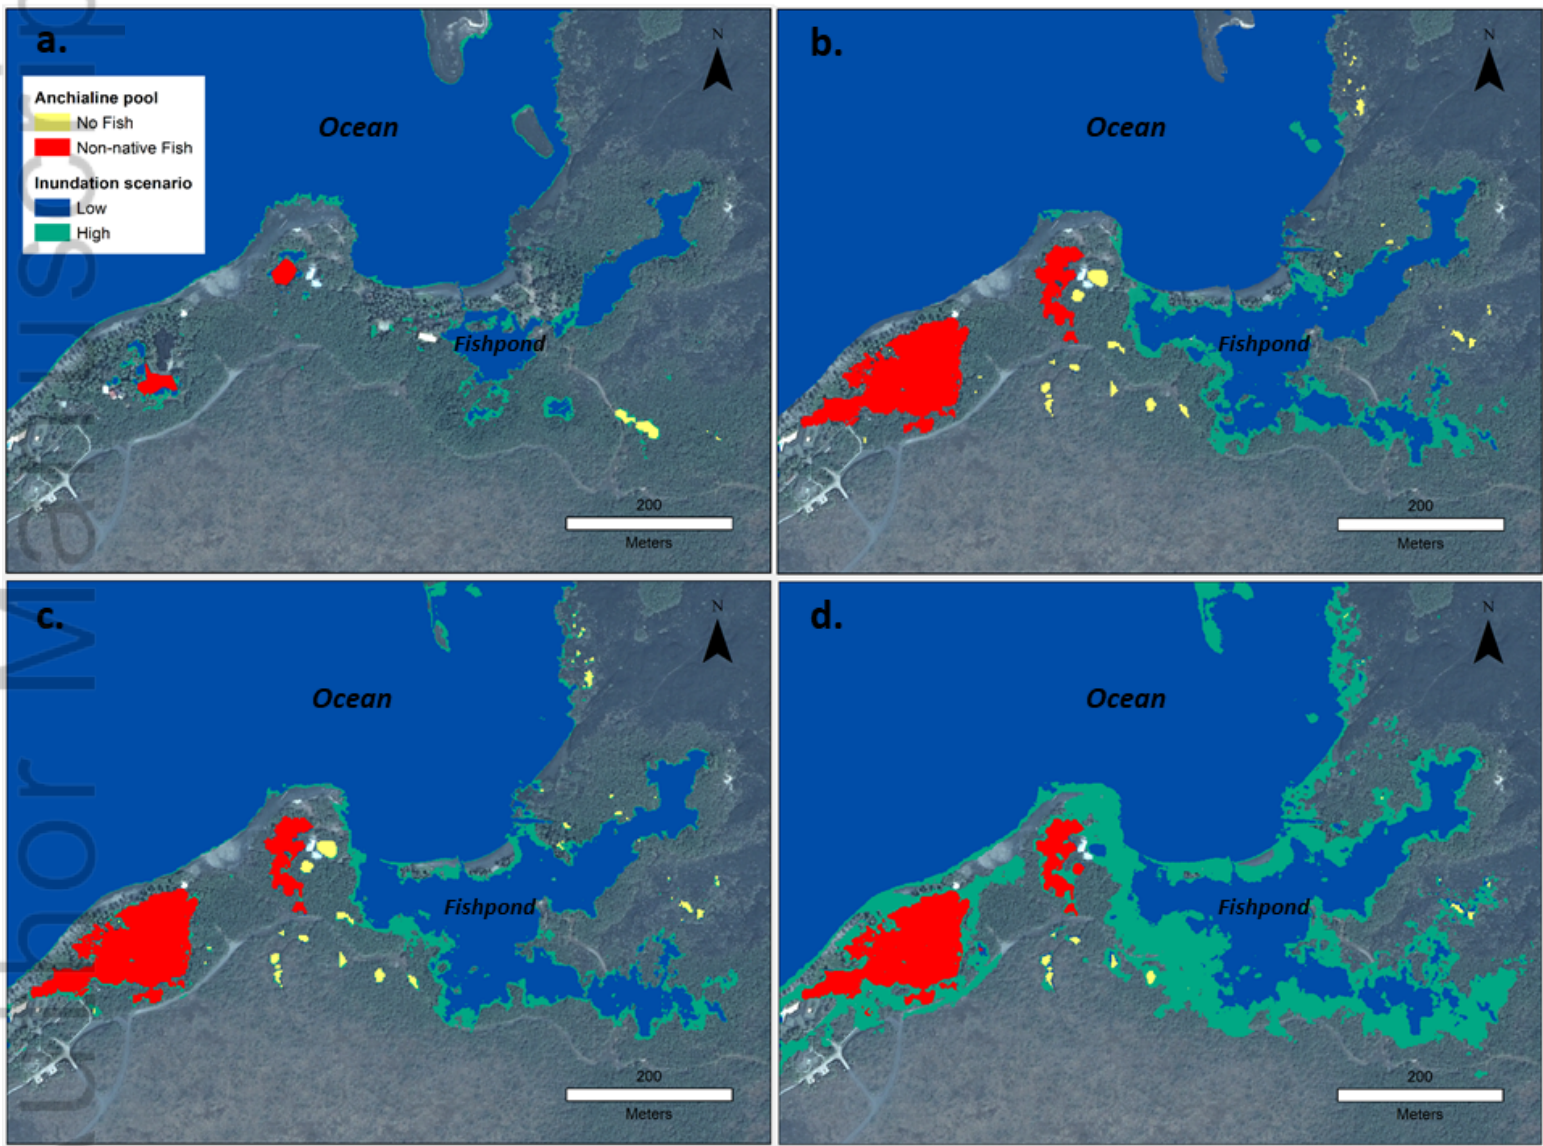 a.
N
Anchialine pool
No Fish
Non-native Fish
Inundation scenario
Low
High
Ocean
Fishpond
200
Meters
b.
N
Ocean
Fishpond
200
Meters
c.
N
Ocean
Fishpond
200
Meters
d.
N
Ocean
Fishpond
200
Meters